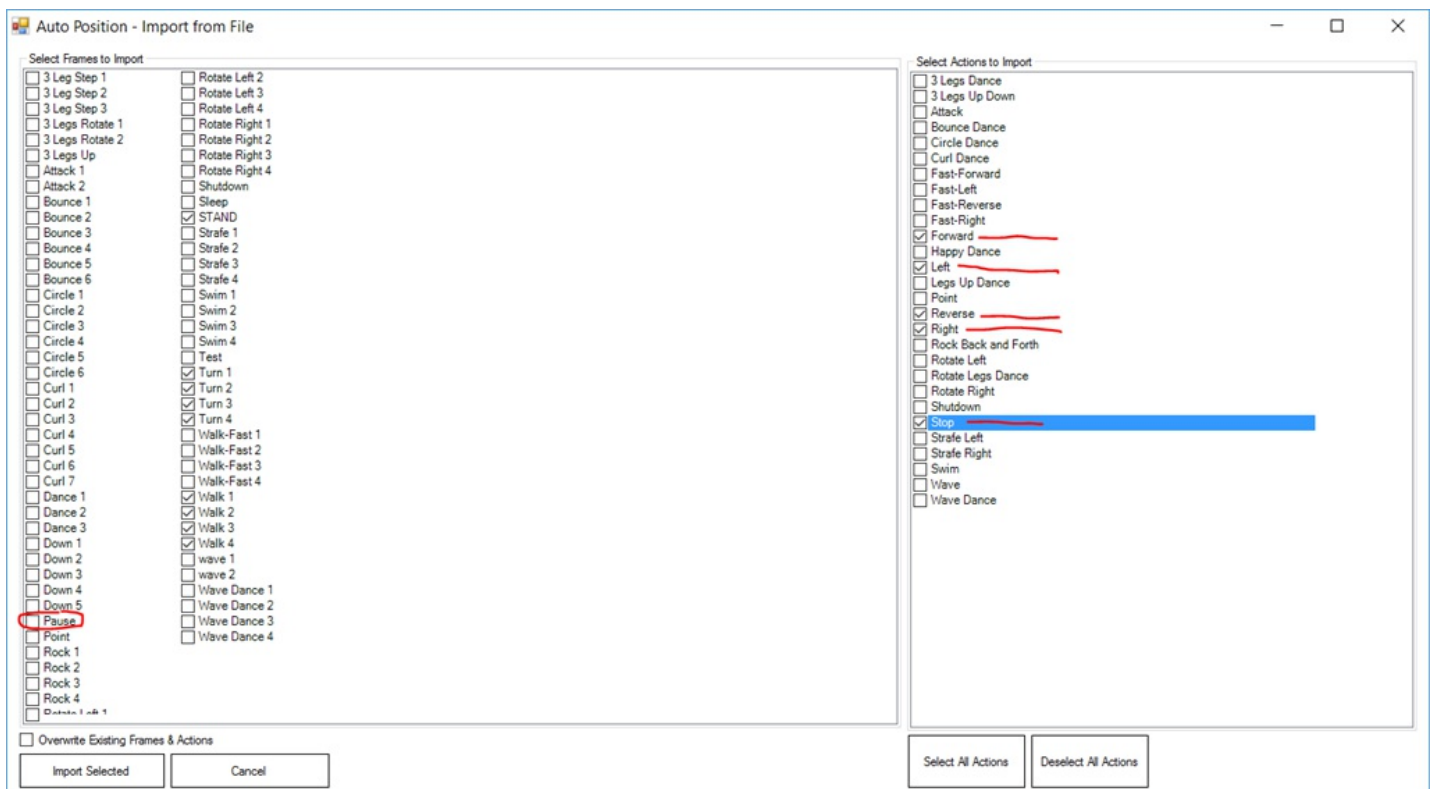 Auto Position - Import from File
Select Frames to Import
3 Leg Step 1
3 Leg Step 2
3 Leg Step 3
3 Legs Rotate 1
3 Legs Rotate 2
3 Legs Up
Attack 1
Attack 2
Bounce 1
Bounce 2
Bounce 3
Bounce 4
Bounce 5
Bounce 6
Circle 1
Circle 2
Circle 3
Circle 4
Circle 5
Circle 6
Curl 1
Curl 2
Curl 3
Curl 4
Curl 5
Curl 6
Curl 7
Dance 1
Dance 2
Dance 3
Down 1
Down 2
Down 3
Down 4
Down 5
Pause
Point
Rock 1
Rock 2
Rock 3
Rock 4
Rotate Left 1
Rotate Left 2
Rotate Left 3
Rotate Left 4
Rotate Right 1
Rotate Right 2
Rotate Right 3
Rotate Right 4
Shutdown
Sleep
STAND
Strafe 1
Strafe 2
Strafe 3
Strafe 4
Swim 1
Swim 2
Swim 3
Swim 4
Test
Turn 1
Turn 2
Turn 3
Turn 4
Walk-Fast 1
Walk-Fast 2
Walk-Fast 3
Walk-Fast 4
Walk 1
Walk 2
Walk 3
Walk 4
wave 1
wave 2
Wave Dance 1
Wave Dance 2
Wave Dance 3
Wave Dance 4
Select Actions to Import
3 Legs Dance
3 Legs Up Down
Attack
Bounce Dance
Circle Dance
Curl Dance
Fast-Forward
Fast-Left
Fast-Reverse
Fast-Right
Forward
Happy Dance
Left
Legs Up Dance
Point
Reverse
Right
Rock Back and Forth
Rotate Left
Rotate Legs Dance
Rotate Right
Shutdown
Stop
Strafe Left
Strafe Right
Swim
Wave
Wave Dance
Overwrite Existing Frames & Actions
Import Selected
Cancel
Select All Actions
Deselect All Actions